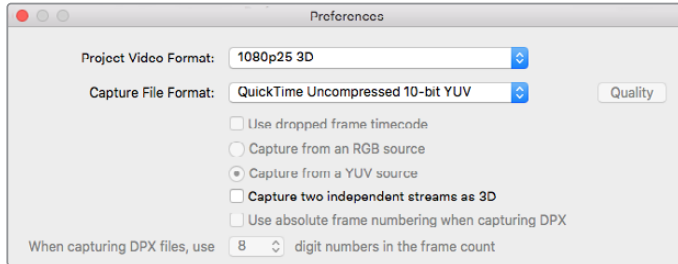 Preferences
Project Video Format: 1080p25 3D
Capture File Format: QuickTime Uncompressed 10-bit YUV Quality
Use dropped frame timecode
Capture from an RGB source
Capture from a YUV source
Capture two independent streams as 3D
Use absolute frame numbering when capturing DPX
When capturing DPX files, use 8 digit numbers in the frame count